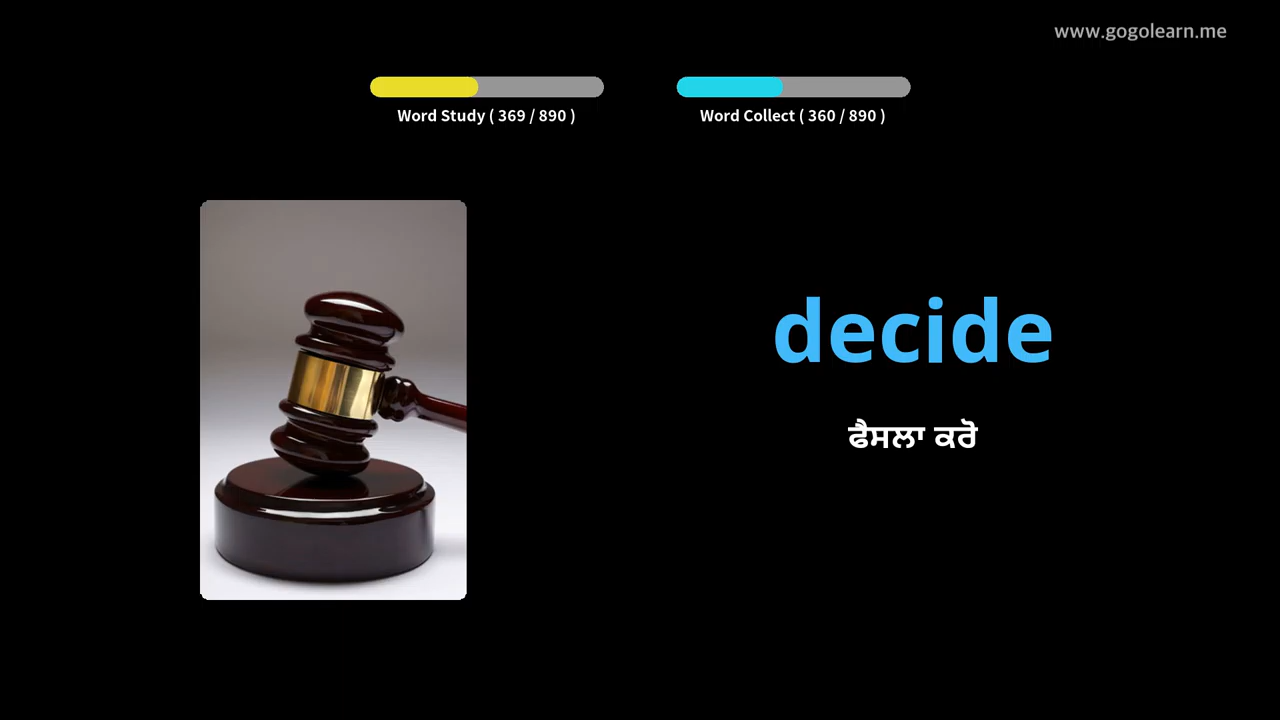 www.gogolearn.me
Word Study ( 369 / 890 )
Word Collect ( 360 / 890 )
decide
ਫੈਸਲਾ ਕਰੋ